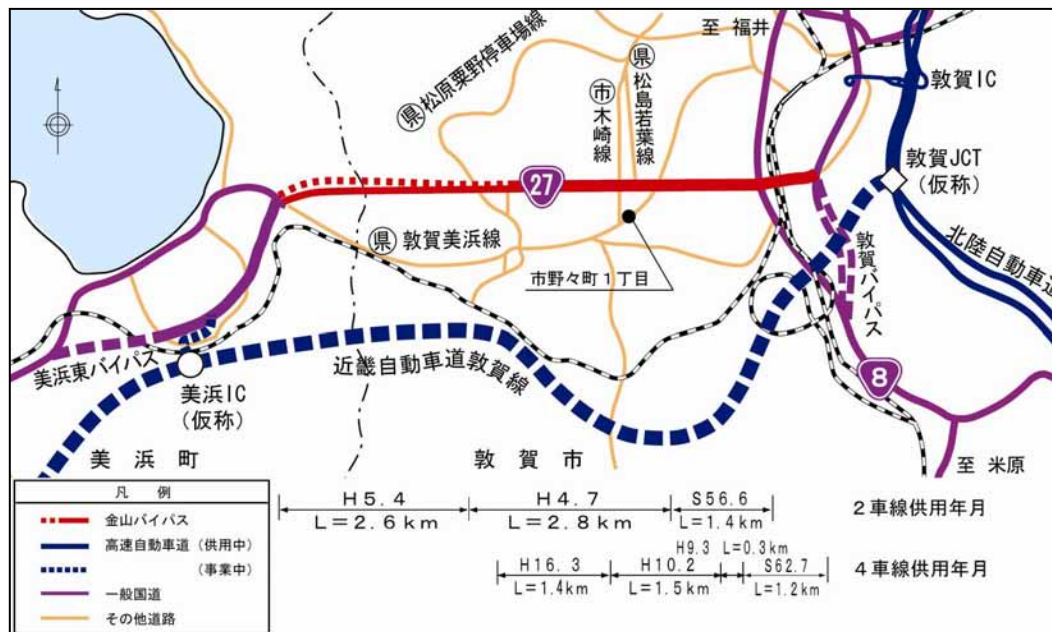 至 福井
県 松原粟野停車場線
県 松島若葉線
市 木崎線
敦賀IC
敦賀JCT
(仮称)
27
県 敦賀美浜線
市野々町1丁目
敦賀バイパス
北陸自動車道
美浜東バイパス
近畿自動車道敦賀線
美浜IC
(仮称)
8
美浜町
敦賀市
至 米原
凡 例
金山バイパス
高速自動車道(供用中)
(事業中)
一般国道
その他道路
H5.4 H4.7 S56.6 2車線供用年月
L=2.6km L=2.8km L=1.4km
H9.3 L=0.3km
H16.3 H10.2 S62.7 4車線供用年月
L=1.4km L=1.5km L=1.2km